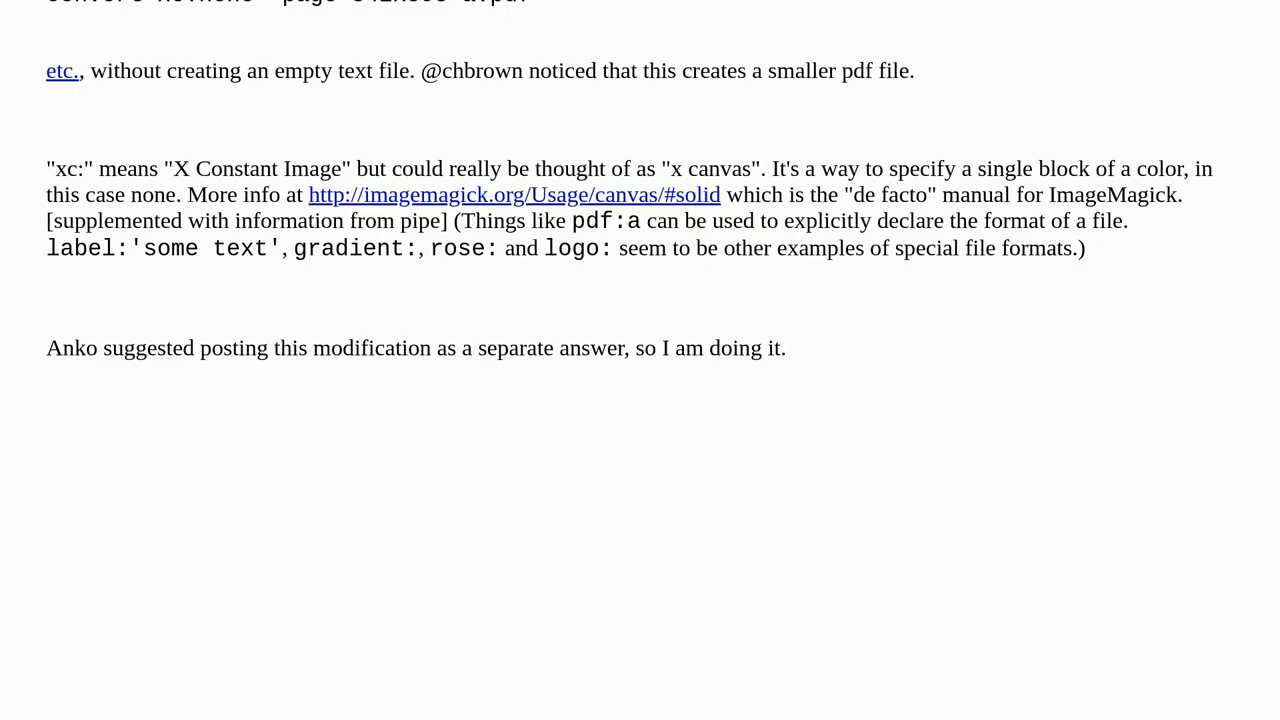 etc., without creating an empty text file. @chbrown noticed that this creates a smaller pdf file.
"xc:" means "X Constant Image" but could really be thought of as "x canvas". It's a way to specify a single block of a color, in
this case none. More info at http://imagemagick.org/Usage/canvas/#solid which is the "de facto" manual for ImageMagick.
[supplemented with information from pipe] (Things like pdf:a can be used to explicitly declare the format of a file.
label:'some text', gradient:, rose: and logo: seem to be other examples of special file formats.)
Anko suggested posting this modification as a separate answer, so I am doing it.